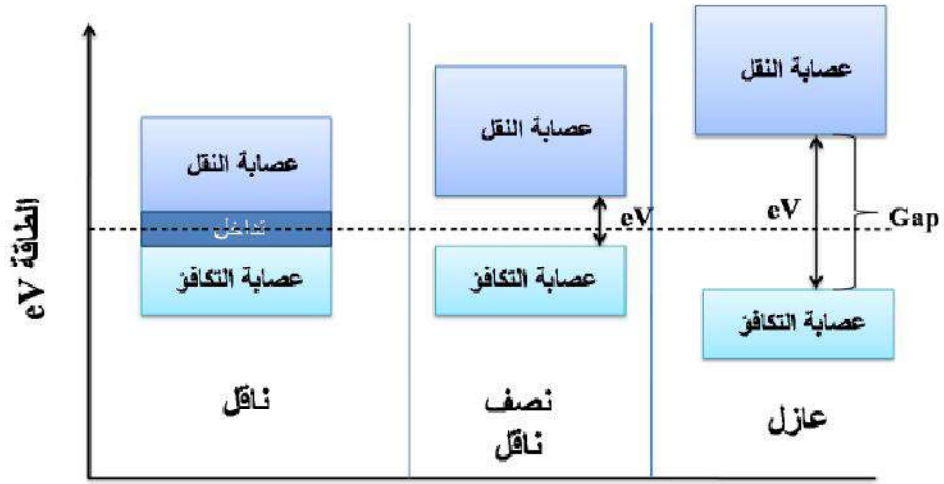 الطاقة eV
عصابة النقل
تداخل
عصابة التكافؤ
ناقل
عصابة النقل
eV
عصابة التكافؤ
نصف
ناقل
عصابة النقل
eV
Gap
عصابة التكافؤ
عازل